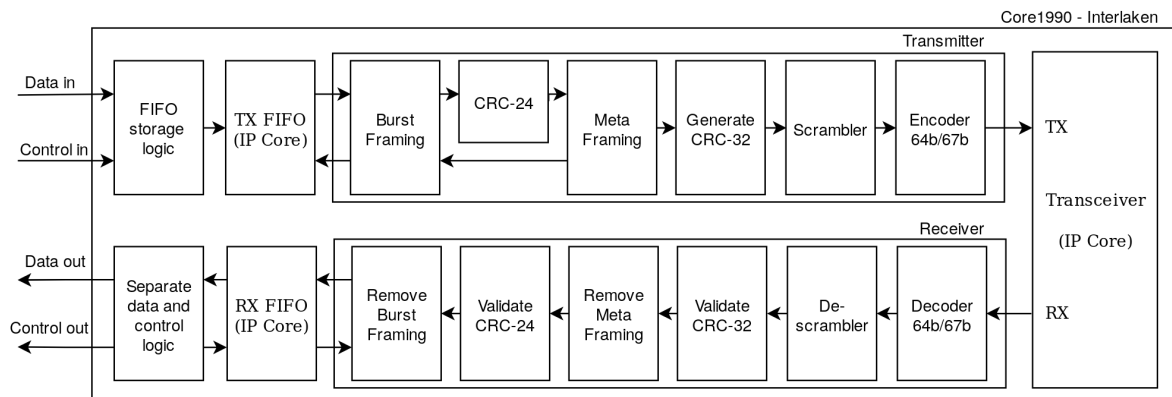 Core1990 - Interlaken
Transmitter
Data in
Control in
FIFO
storage
logic
TX FIFO
(IP Core)
Burst
Framing
CRC-24
Meta
Framing
Generate
CRC-32
Scrambler
Encoder
64b/67b
TX
Transceiver
(IP Core)
RX
Receiver
Data out
Control out
Separate
data and
control
logic
RX FIFO
(IP Core)
Remove
Burst
Framing
Validate
CRC-24
Remove
Meta
Framing
Validate
CRC-32
De-
scrambler
Decoder
64b/67b